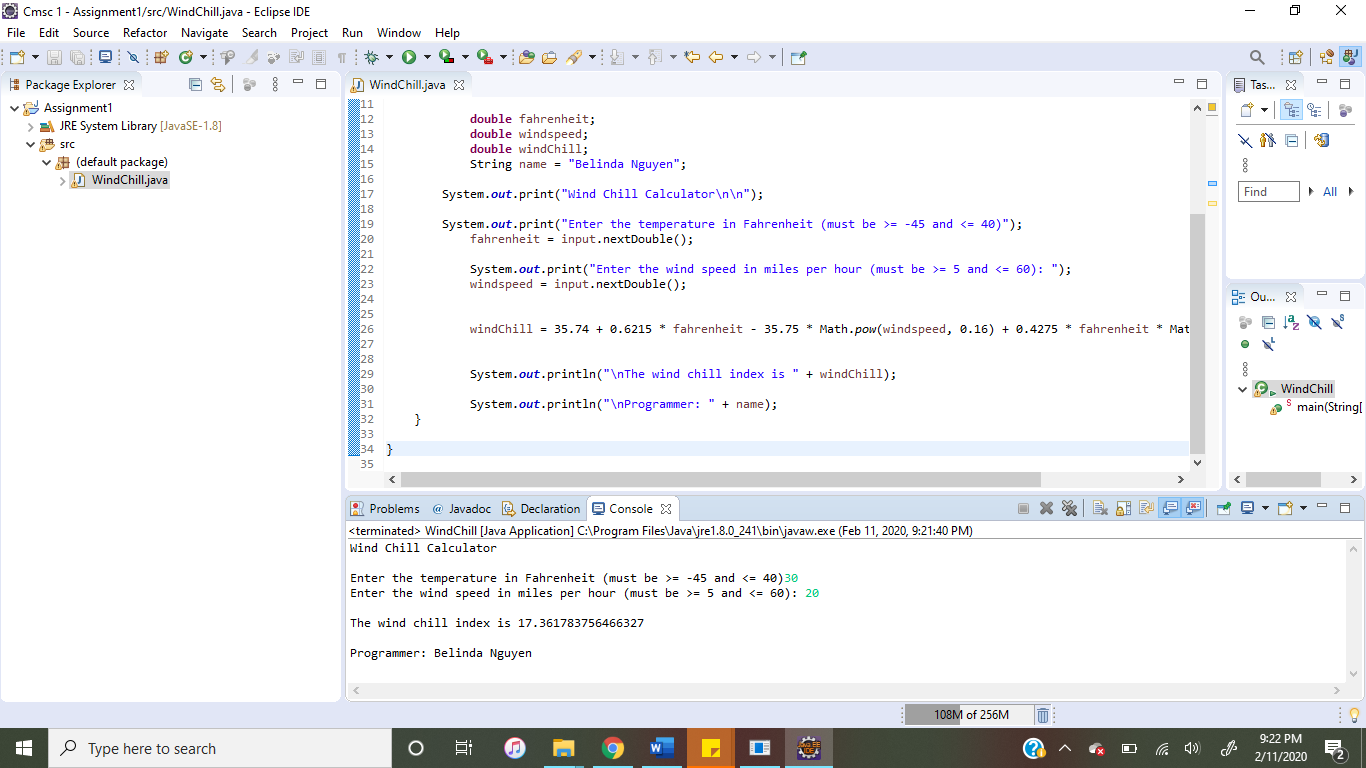 Cmsc 1 - Assignment1/src/WindChill.java - Eclipse IDE
File Edit Source Refactor Navigate Search Project Run Window Help
Package Explorer
Assignment1
JRE System Library [JavaSE-1.8]
src
(default package)
WindChill.java
WindChill.java
11
12 double fahrenheit;
13 double windspeed;
14 double windChill;
15 String name = "Belinda Nguyen";
16
17 System.out.print("Wind Chill Calculator\n\n");
18
19 System.out.print("Enter the temperature in Fahrenheit (must be >= -45 and <= 40)");
20 fahrenheit = input.nextDouble();
21
22 System.out.print("Enter the wind speed in miles per hour (must be >= 5 and <= 60): ");
23 windspeed = input.nextDouble();
24
25
26 windChill = 35.74 + 0.6215 * fahrenheit - 35.75 * Math.pow(windspeed, 0.16) + 0.4275 * fahrenheit * Mat
27
28
29 System.out.println("\nThe wind chill index is " + windChill);
30
31 System.out.println("\nProgrammer: " + name);
32 }
33
34 }
35
Tas...
Find All
Ou...
WindChill
main(String[
Problems @ Javadoc Declaration Console
<terminated> WindChill [Java Application] C:\Program Files\Java\jre1.8.0_241\bin\javaw.exe (Feb 11, 2020, 9:21:40 PM)
Wind Chill Calculator
Enter the temperature in Fahrenheit (must be >= -45 and <= 40)30
Enter the wind speed in miles per hour (must be >= 5 and <= 60): 20
The wind chill index is 17.361783756466327
Programmer: Belinda Nguyen
108M of 256M
Type here to search
9:22 PM
2/11/2020
2